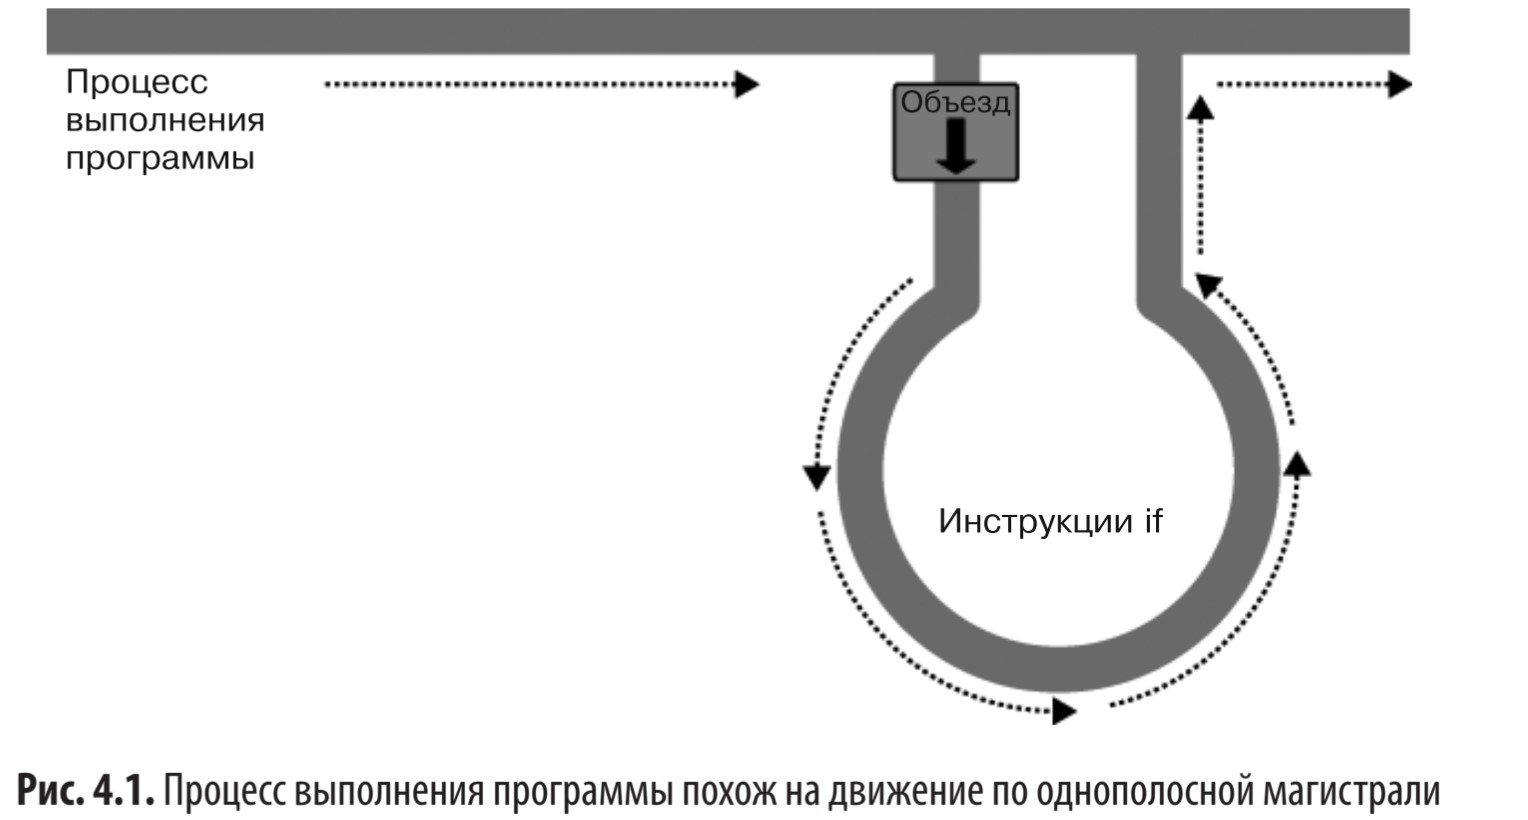 Процесс
выполнения
программы
Объезд
Инструкции if
Рис. 4.1. Процесс выполнения программы похож на движение по однополосной магистрали